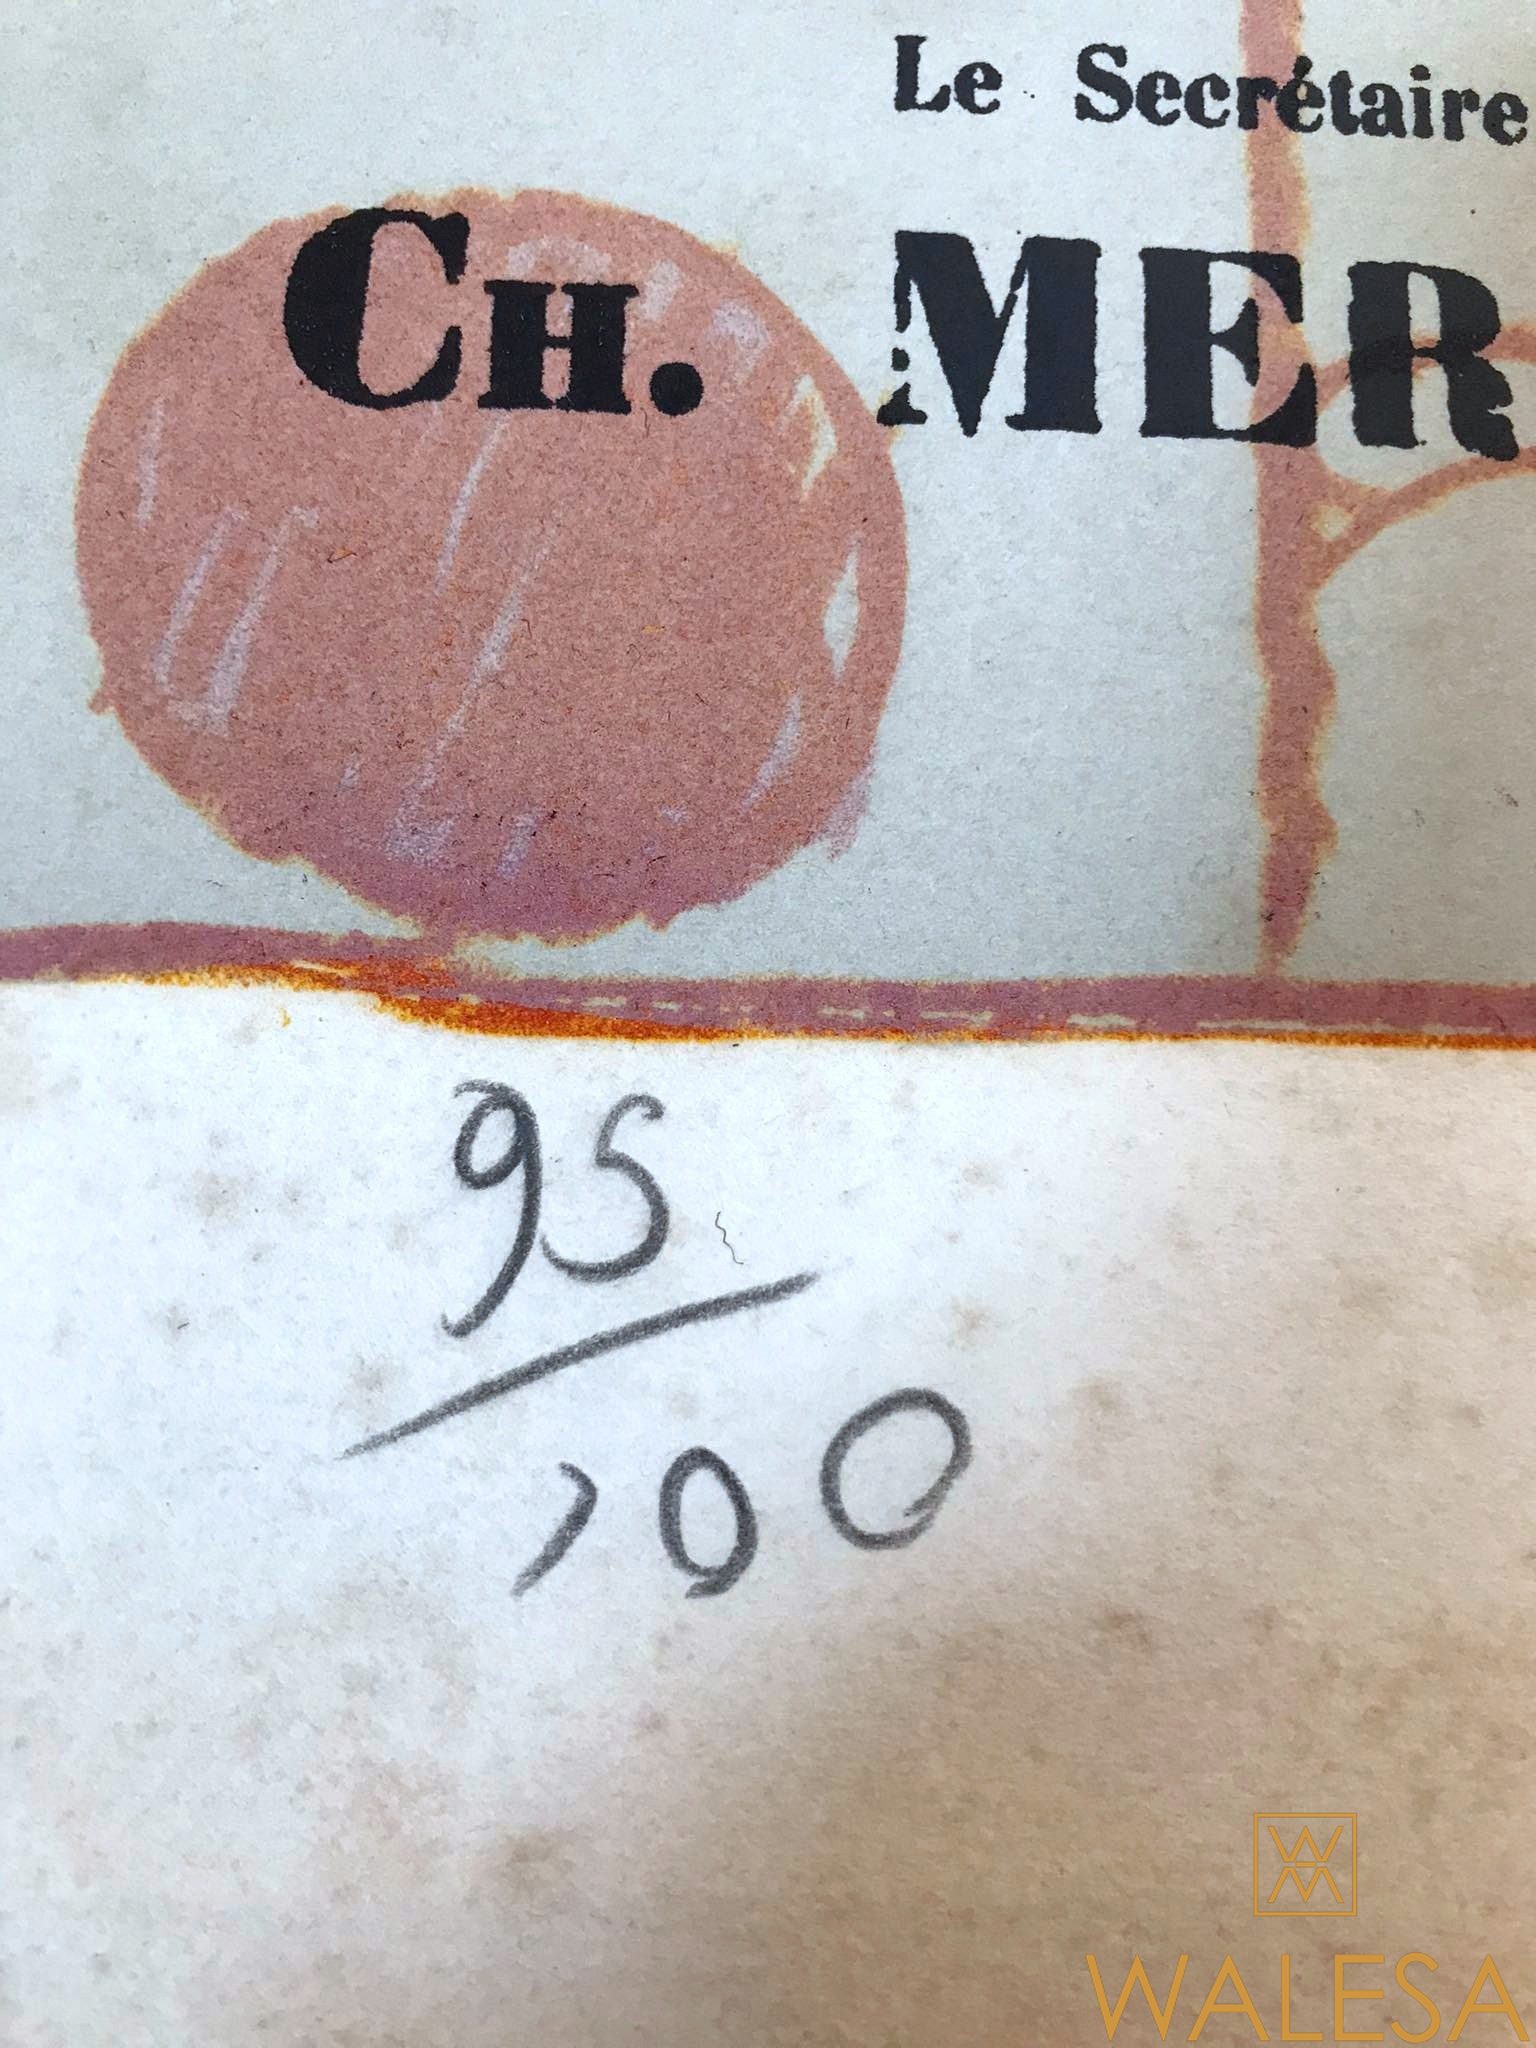 Le Secrétaire
CH. MER
95
100
WALESA